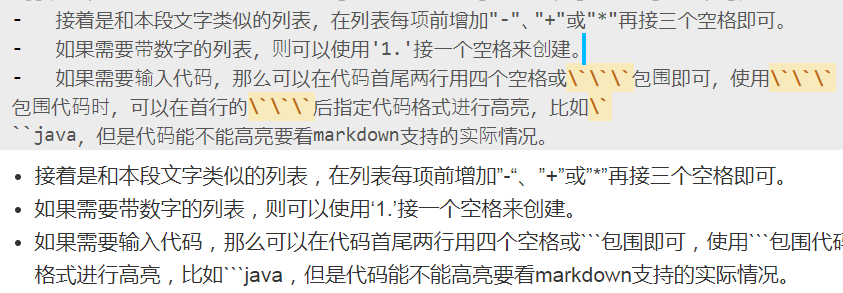 -   接着是和本段文字类似的列表，在列表每项前增加"-"、"+"或"*"再接三个空格即可。
-   如果需要带数字的列表，则可以使用'1.'接一个空格来创建。
-   如果需要输入代码，那么可以在代码首尾两行用四个空格或\`\`\`包围即可，使用\`\`\`
包围代码时，可以在首行的\`\`\`后指定代码格式进行高亮，比如\`
``java，但是代码能不能高亮要看markdown支持的实际情况。
• 接着是和本段文字类似的列表，在列表每项前增加”-“、”+”或”*”再接三个空格即可。
• 如果需要带数字的列表，则可以使用‘1.’接一个空格来创建。
• 如果需要输入代码，那么可以在代码首尾两行用四个空格或```包围即可，使用```包围代
格式进行高亮，比如```java，但是代码能不能高亮要看markdown支持的实际情况。